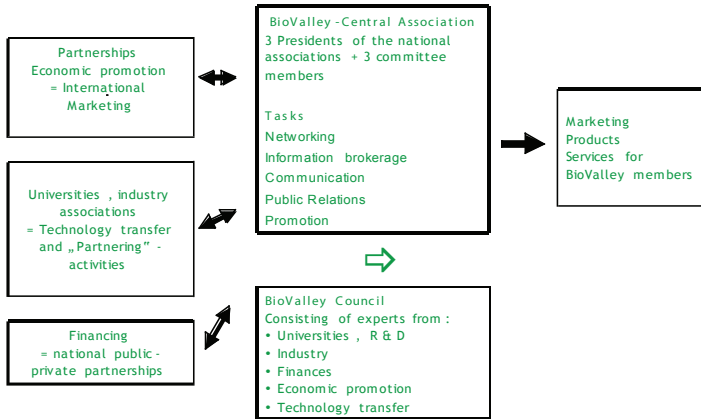 Partnerships
Economic promotion
= International
Marketing
Universities , industry
associations
= Technology transfer
and „Partnering” -
activities
Financing
= national public -
private partnerships
BioValley - Central Association
3 Presidents of the national
associations + 3 committee
members
Tasks
Networking
Information brokerage
Communication
Public Relations
Promotion
BioValley Council
Consisting of experts from :
• Universities , R & D
• Industry
• Finances
• Economic promotion
• Technology transfer
Marketing
Products
Services for
BioValley members